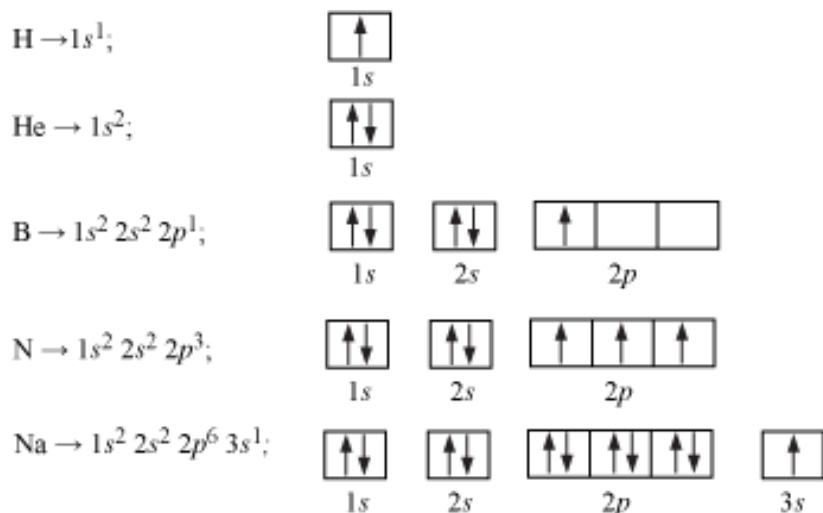 H → 1s¹;
1s
He → 1s²;
1s
B → 1s² 2s² 2p¹;
1s 2s 2p
N → 1s² 2s² 2p³;
1s 2s 2p
Na → 1s² 2s² 2p⁶ 3s¹;
1s 2s 2p 3s